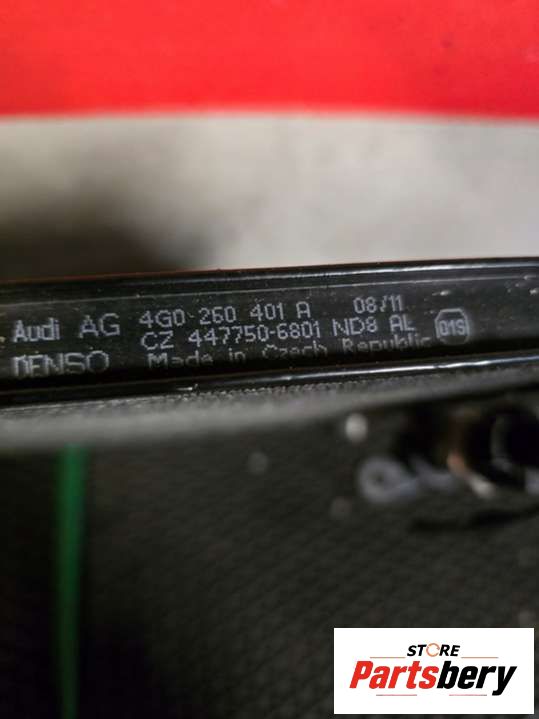 Audi AG 4G0 260 401 A 08/11
CZ 447750-6801 ND8 AL 01S
DENSO Made in Czech Republic
STORE
Partsbery